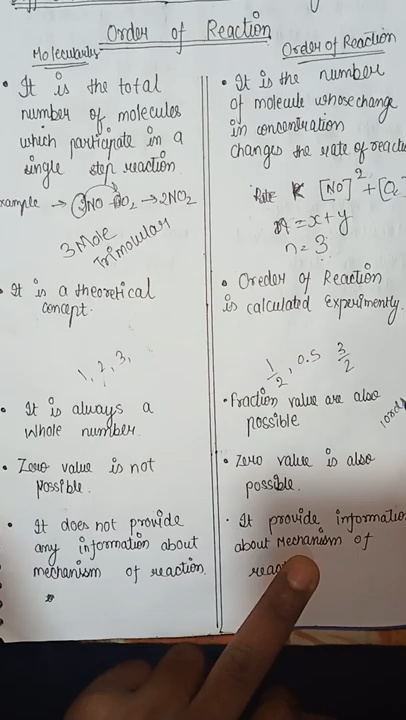 Order of Reaction
Molecularity
• It is the total
number of molecules
which participate in a
single step reaction
Example → 2NO + O2 → 2NO2
3 Mole
Trimolecular
• It is a theoretical
concept.
1, 2, 3,
• It is always a
whole number.
• Zero value is not
possible.
• It does not provide
any information about
mechanism of reaction.
Order of Reaction
• It is the number
of molecule whose change
in concentration
changes the rate of reacti
Rate K [NO]2 + [O2
n = x + y
n = 3
• Oreder of Reaction
is calculated Experimently.
1/2, 0.5 3/2
• Fraction value are also
possible
• Zero value is also
possible.
• It provide informatio
about Mechanism of
reac